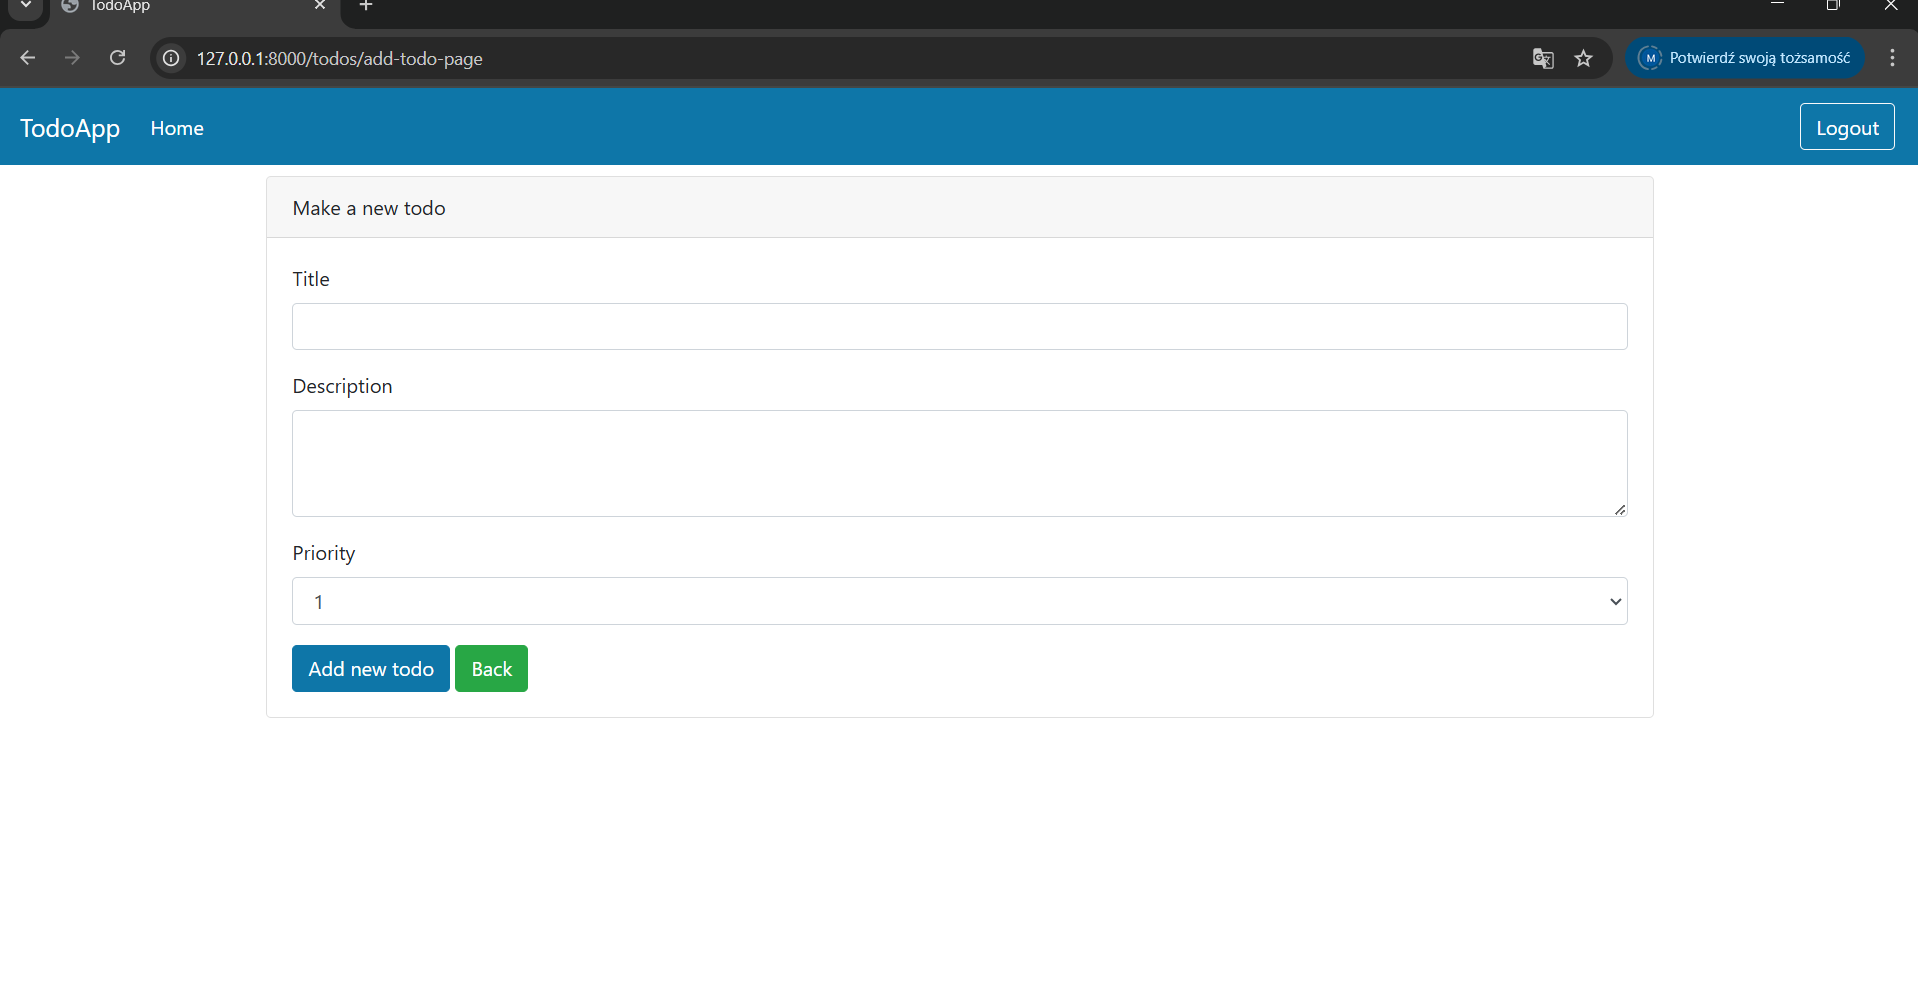 TodoApp
127.0.0.1:8000/todos/add-todo-page
M Potwierdź swoją tożsamość
TodoApp Home Logout
Make a new todo
Title
Description
Priority
1
Add new todo Back